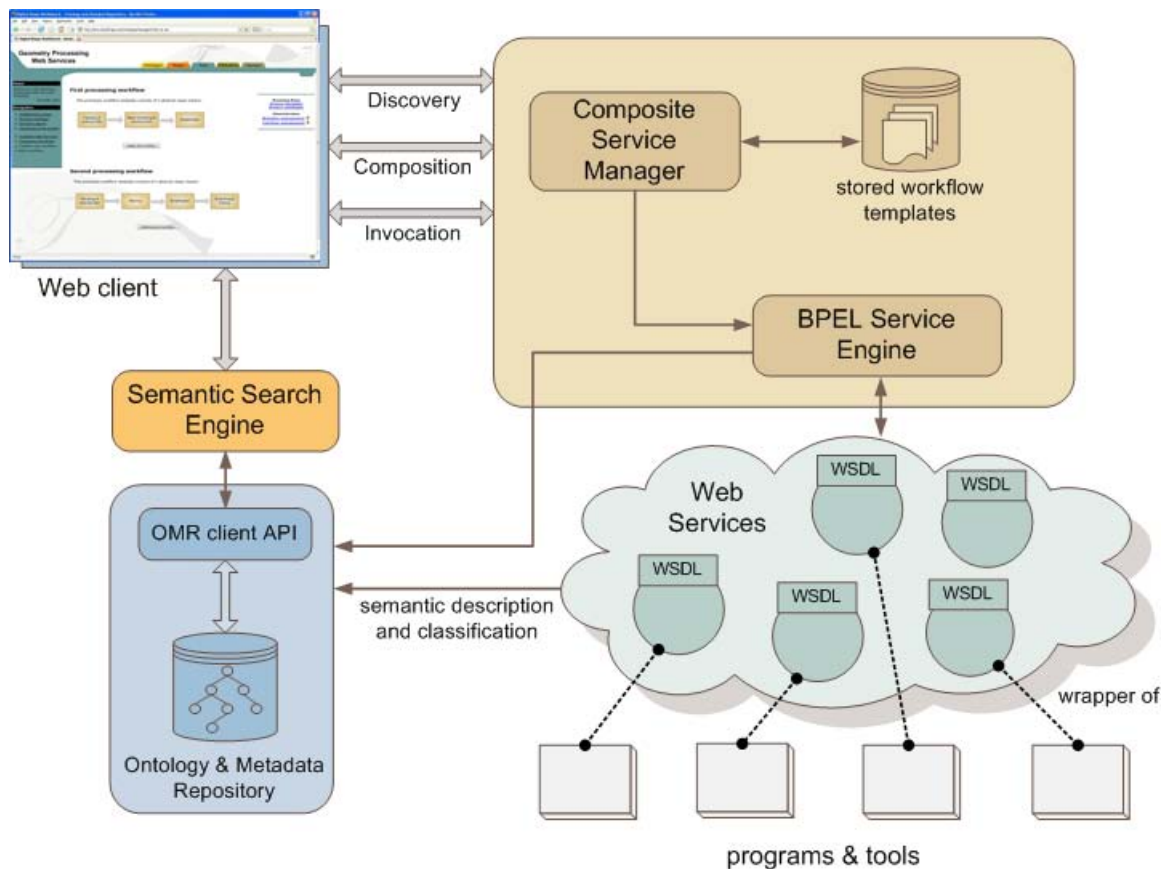 Geometry Processing
Web Services
First processing workflow
Second processing workflow
Web client
Discovery
Composition
Invocation
Composite
Service
Manager
stored workflow
templates
BPEL Service
Engine
Semantic Search
Engine
OMR client API
Ontology & Metadata
Repository
semantic description
and classification
Web
Services
WSDL
WSDL
WSDL
WSDL
WSDL
wrapper of
programs & tools